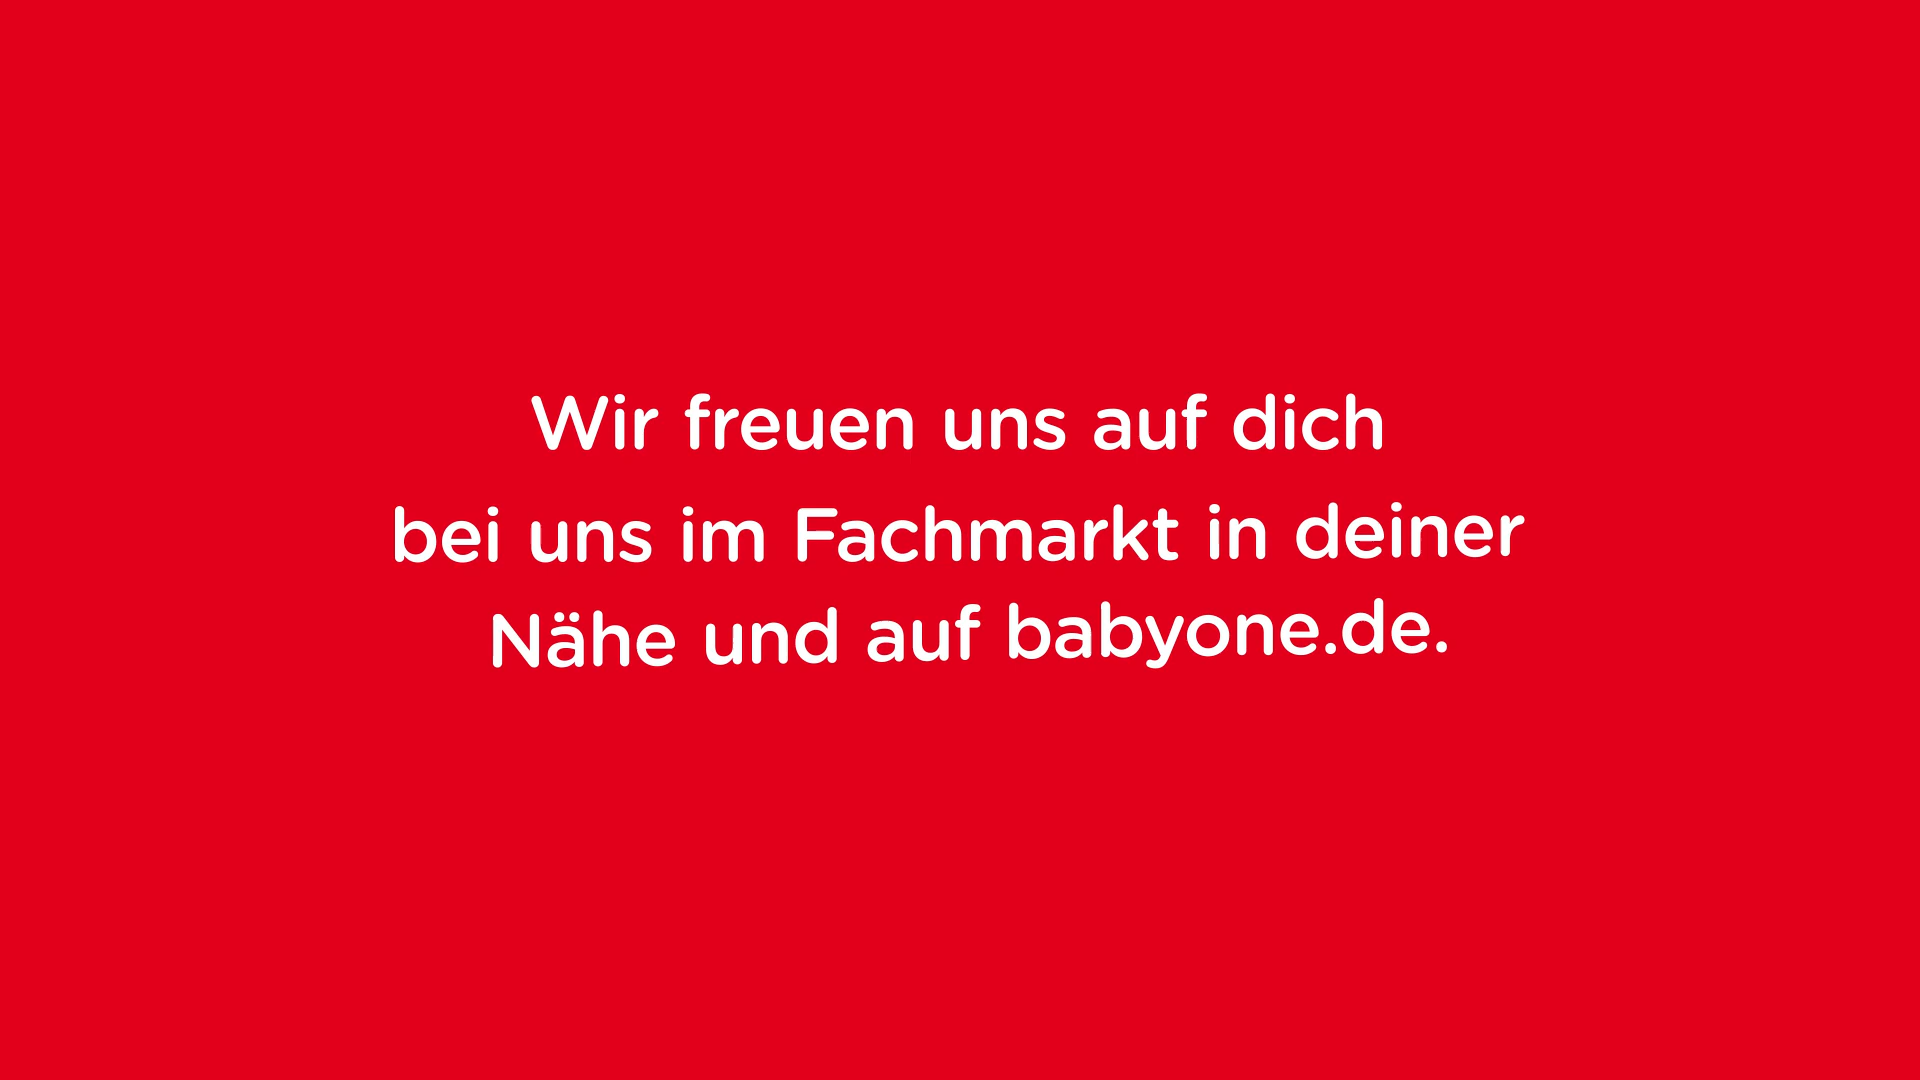 Wir freuen uns auf dich
bei uns im Fachmarkt in deiner
Nähe und auf babyone.de.